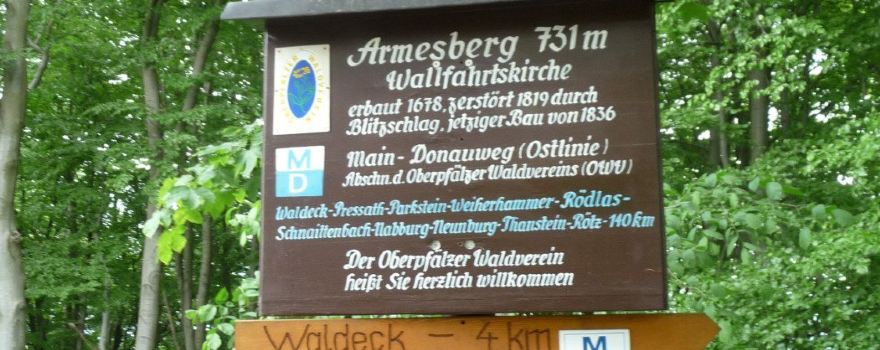 Armesberg 731 m
Wallfahrtskirche
erbaut 1678, zerstört 1819 durch
Blitzschlag, jetziger Bau von 1836
M
D
Main - Donauweg (Ostlinie)
Abschn. d. Oberpfälzer Waldvereins (OWV)
Waldeck-Pressath-Parkstein-Weiherhammer-Rödlas-
Schnaittenbach-Nabburg-Neunburg-Thanstein-Rötz-140 km
Der Oberpfälzer Waldverein
heißt Sie herzlich willkommen
Waldeck - 4 km
M